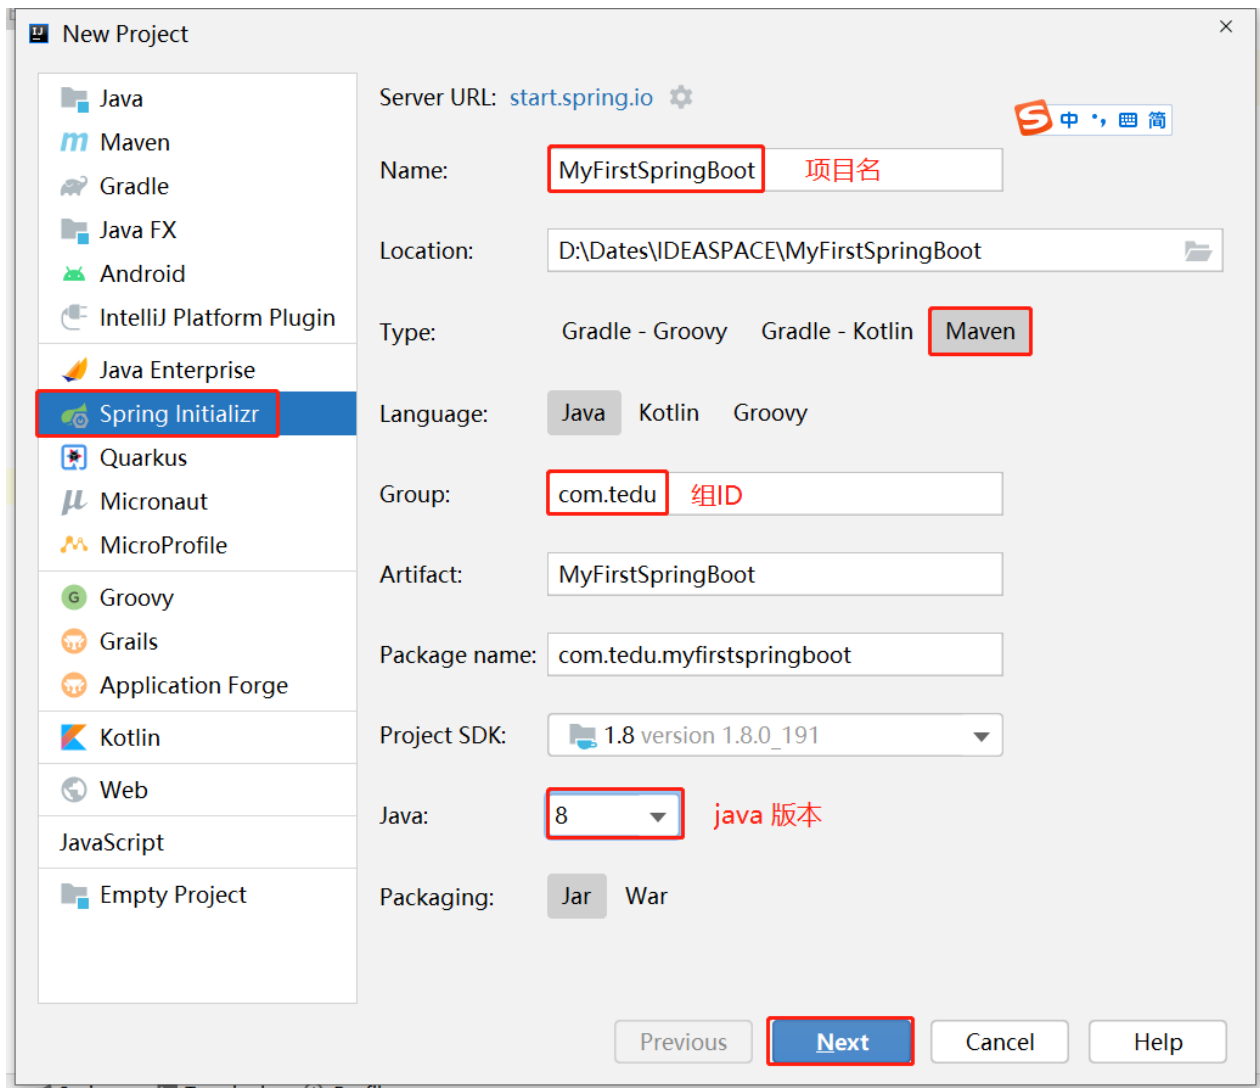 New Project
Java
Maven
Gradle
Java FX
Android
IntelliJ Platform Plugin
Java Enterprise
Spring Initializr
Quarkus
Micronaut
MicroProfile
Groovy
Grails
Application Forge
Kotlin
Web
JavaScript
Empty Project
Server URL: start.spring.io
中 简
Name: MyFirstSpringBoot 项目名
Location: D:\Dates\IDEASPACE\MyFirstSpringBoot
Type: Gradle - Groovy Gradle - Kotlin Maven
Language: Java Kotlin Groovy
Group: com.tedu 组ID
Artifact: MyFirstSpringBoot
Package name: com.tedu.myfirstspringboot
Project SDK: 1.8 version 1.8.0_191
Java: 8 java 版本
Packaging: Jar War
Previous Next Cancel Help